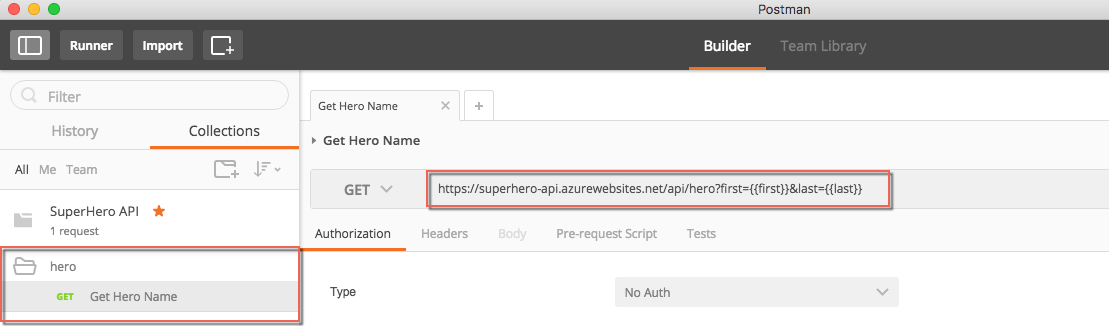 Postman
Runner
Import
Builder
Team Library
Filter
History
Collections
All Me Team
SuperHero API
1 request
hero
GET Get Hero Name
Get Hero Name
Get Hero Name
GET
https://superhero-api.azurewebsites.net/api/hero?first={{first}}&last={{last}}
Authorization Headers Body Pre-request Script Tests
Type
No Auth